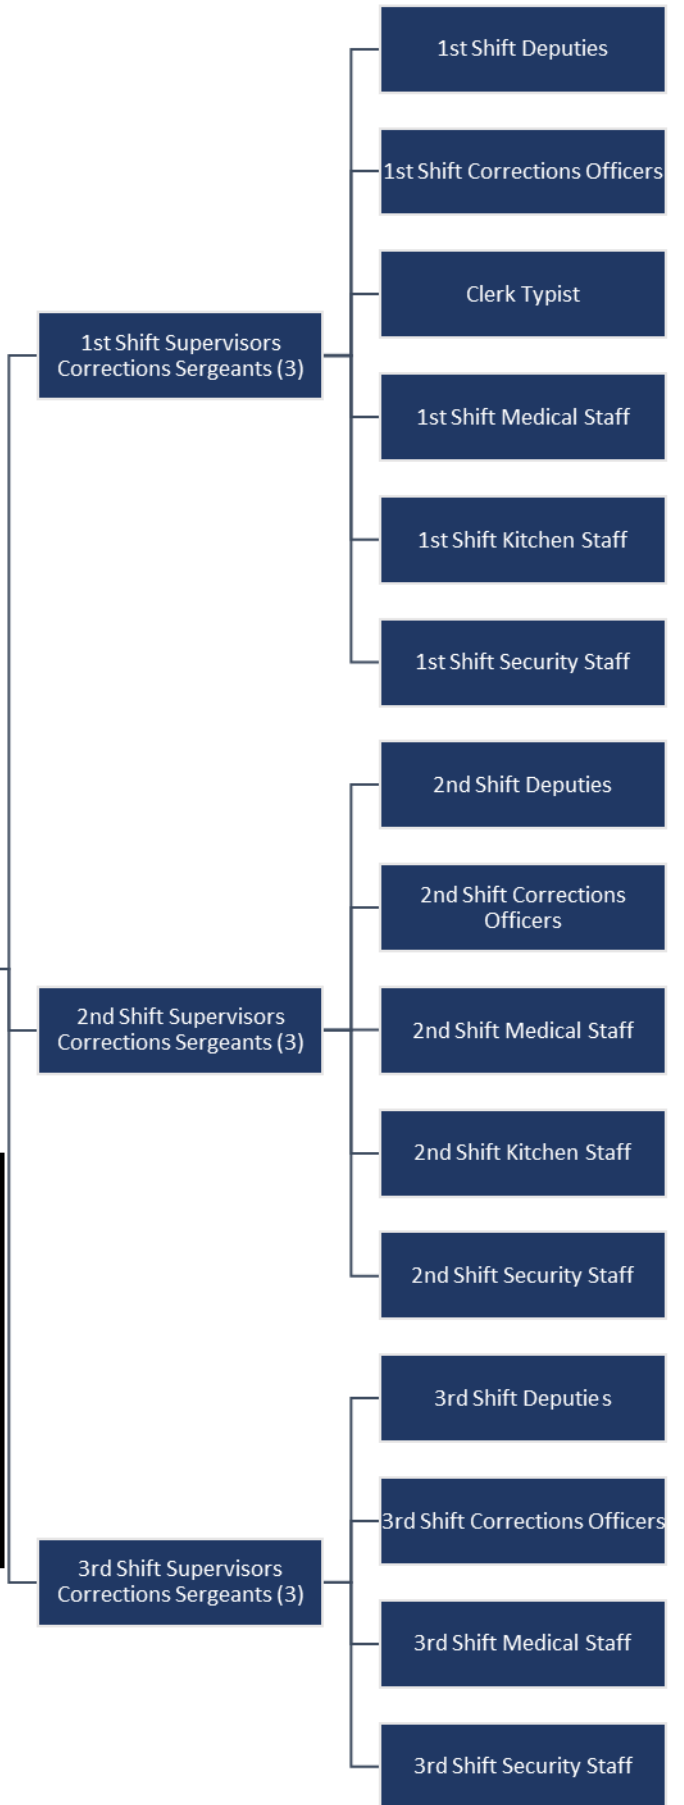 1st Shift Deputies
1st Shift Corrections Officers
Clerk Typist
1st Shift Supervisors
Corrections Sergeants (3)
1st Shift Medical Staff
1st Shift Kitchen Staff
1st Shift Security Staff
2nd Shift Deputies
2nd Shift Corrections
Officers
2nd Shift Supervisors
Corrections Sergeants (3)
2nd Shift Medical Staff
2nd Shift Kitchen Staff
2nd Shift Security Staff
3rd Shift Deputies
3rd Shift Corrections Officers
3rd Shift Supervisors
Corrections Sergeants (3)
3rd Shift Medical Staff
3rd Shift Security Staff